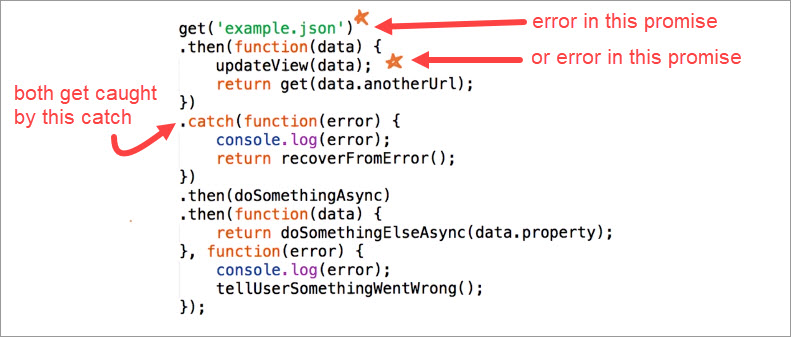 get('example.json')
error in this promise
.then(function(data) {
updateView(data);
or error in this promise
return get(data.anotherUrl);
})
both get caught
by this catch
.catch(function(error) {
console.log(error);
return recoverFromError();
})
.then(doSomethingAsync)
.then(function(data) {
return doSomethingElseAsync(data.property);
}, function(error) {
console.log(error);
tellUserSomethingWentWrong();
});